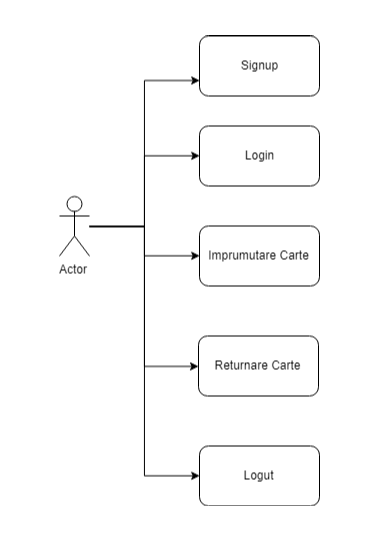 Signup
Login
Actor
Imprumutare Carte
Returnare Carte
Logut